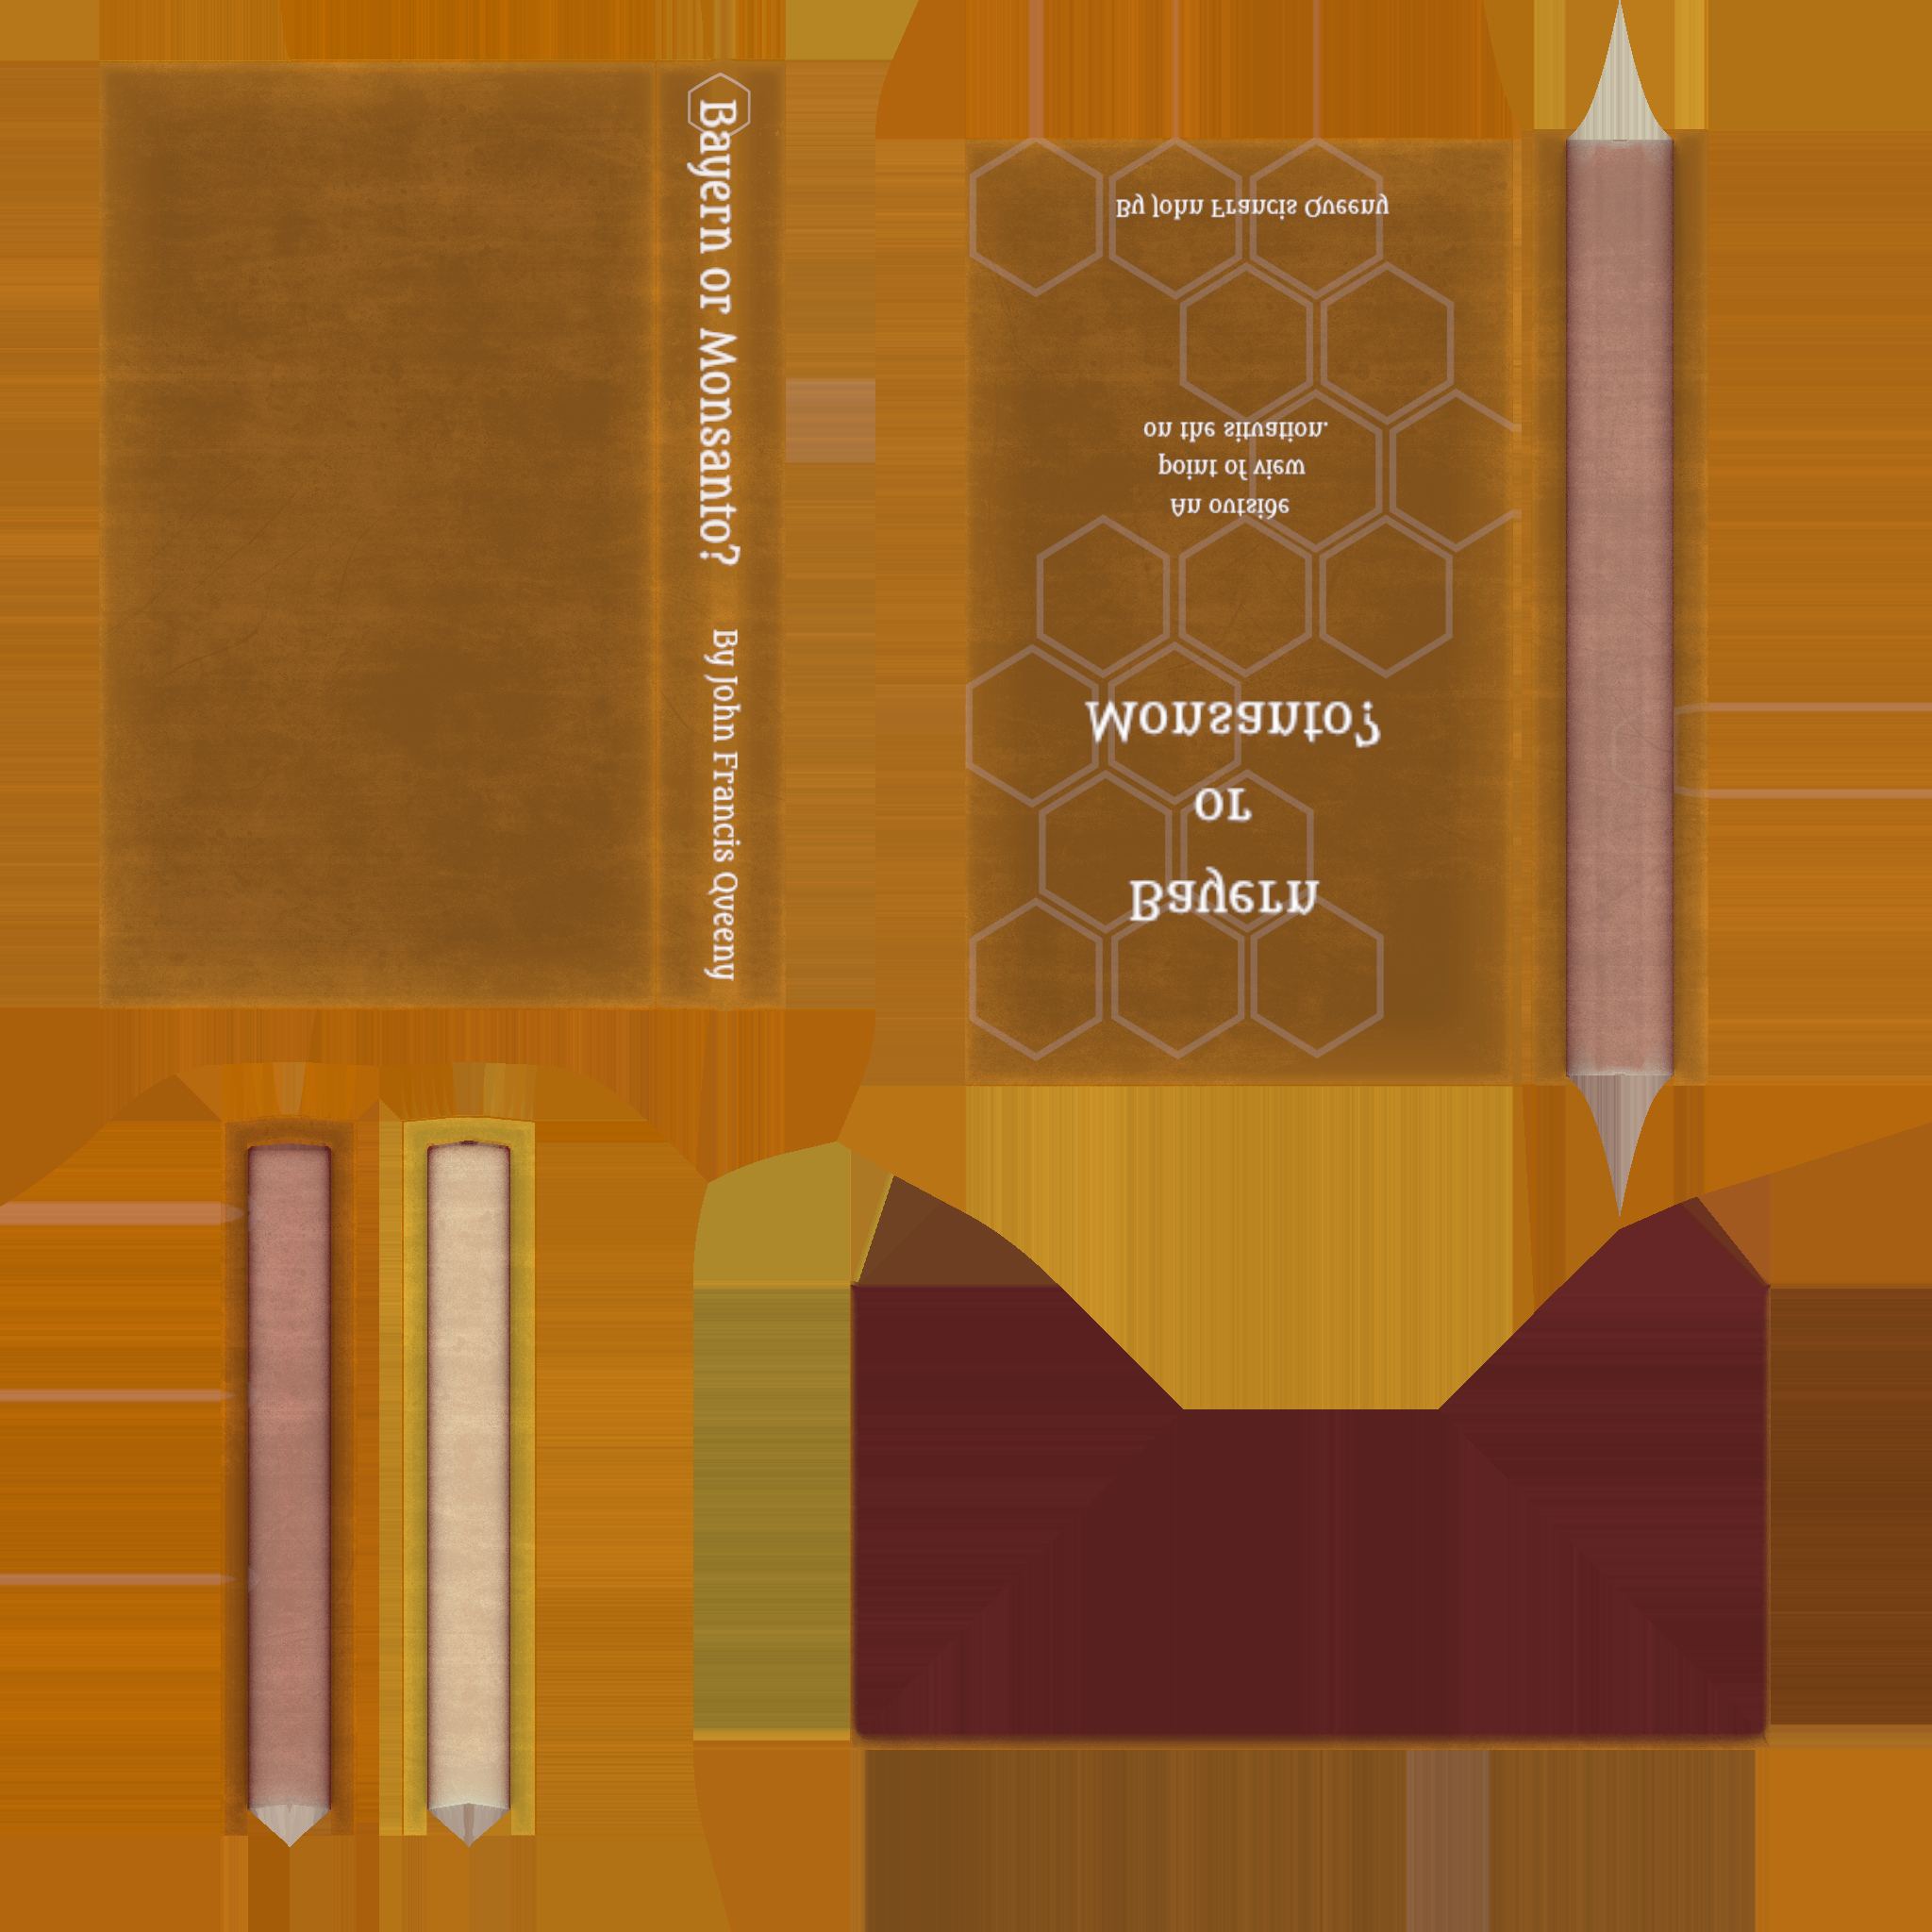 Bayern or Monsanto? By John Francis Queeny
Bayern
or
Monsanto?
An outside
point of view
on the situation.
By John Francis Queeny